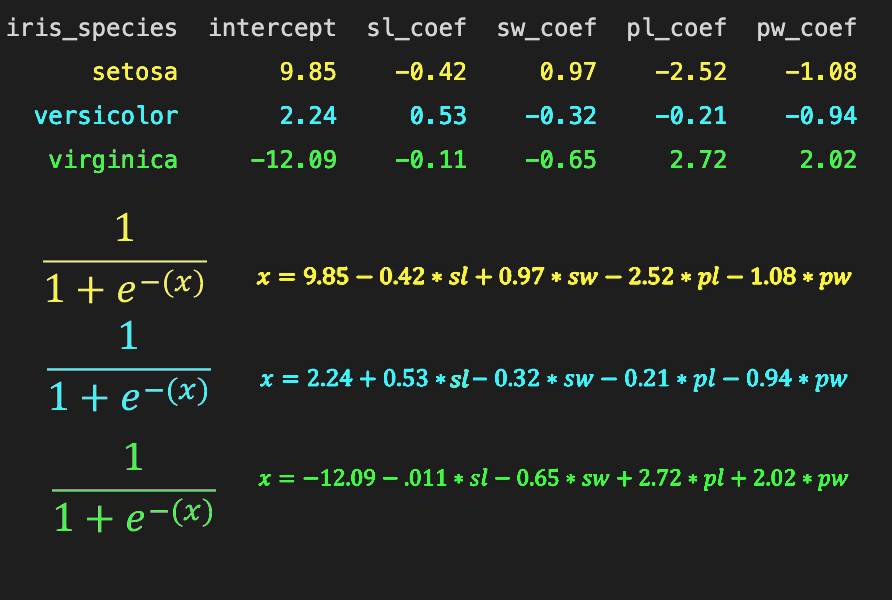 iris_species intercept sl_coef sw_coef pl_coef pw_coef
setosa 9.85 -0.42 0.97 -2.52 -1.08
versicolor 2.24 0.53 -0.32 -0.21 -0.94
virginica -12.09 -0.11 -0.65 2.72 2.02
1
1 + e−(x)
x = 9.85 − 0.42 * sl + 0.97 * sw − 2.52 * pl − 1.08 * pw
1
1 + e−(x)
x = 2.24 + 0.53 * sl − 0.32 * sw − 0.21 * pl − 0.94 * pw
1
1 + e−(x)
x = −12.09 − .011 * sl − 0.65 * sw + 2.72 * pl + 2.02 * pw